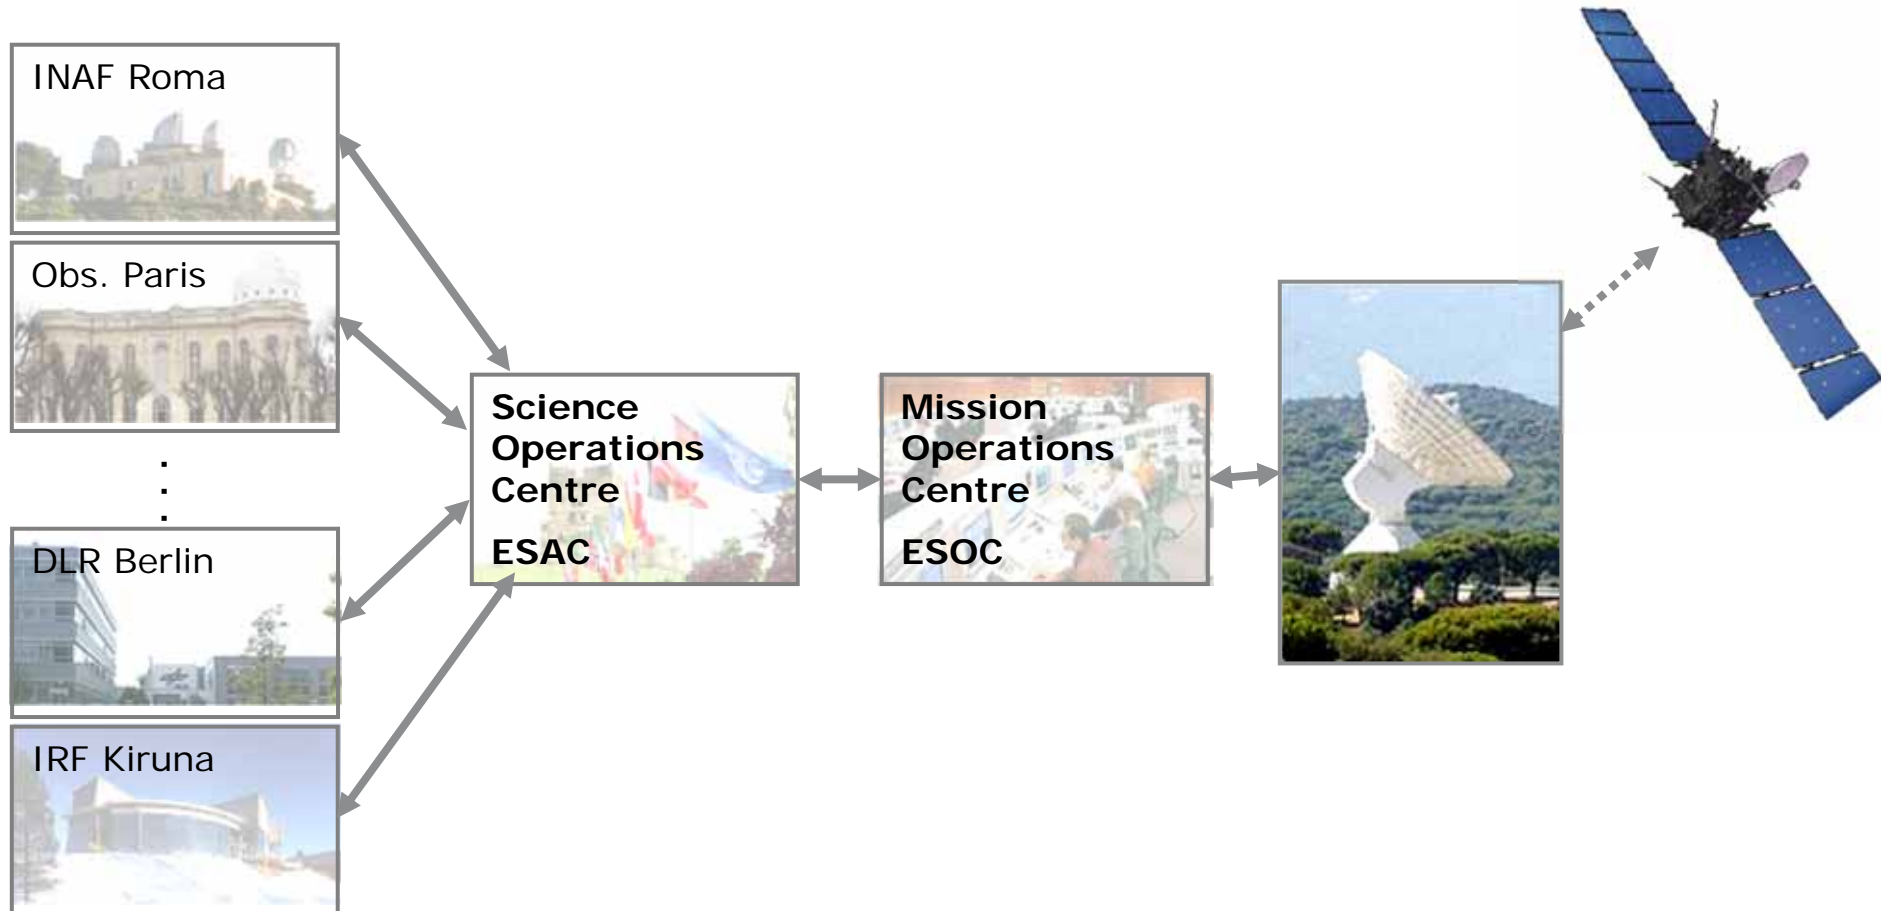 INAF Roma
Obs. Paris
.
.
.
DLR Berlin
IRF Kiruna
Science
Operations
Centre
ESAC
Mission
Operations
Centre
ESOC